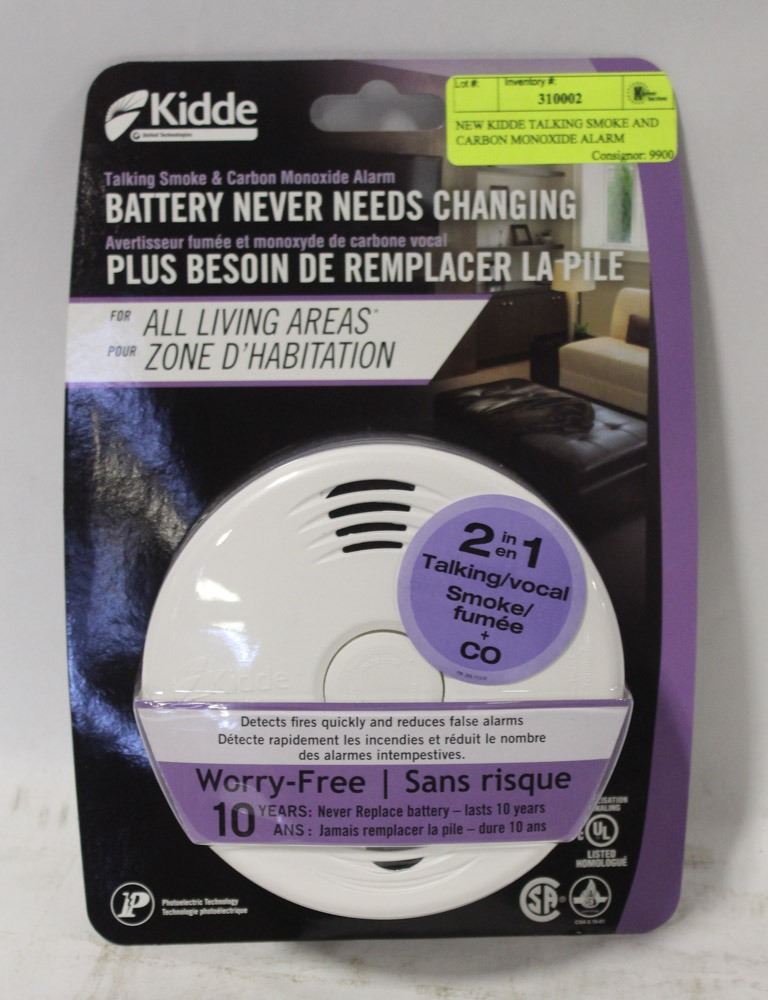 Kidde
United Technologies
Lot #:
Inventory #:
310002
NEW KIDDE TALKING SMOKE AND
CARBON MONOXIDE ALARM
Consignor: 9900
Talking Smoke & Carbon Monoxide Alarm
BATTERY NEVER NEEDS CHANGING
Avertisseur fumée et monoxyde de carbone vocal
PLUS BESOIN DE REMPLACER LA PILE
FOR ALL LIVING AREAS*
POUR ZONE D'HABITATION
2 in en 1
Talking/vocal
Smoke/
fumée
+
CO
Kidde
Detects fires quickly and reduces false alarms
Détecte rapidement les incendies et réduit le nombre
des alarmes intempestives.
Worry-Free | Sans risque
10 YEARS: Never Replace battery – lasts 10 years
ANS : Jamais remplacer la pile – dure 10 ans
UL
LISTED
HOMOLOGUÉ
iP
Photoelectric Technology
Technologie photoélectrique
SA